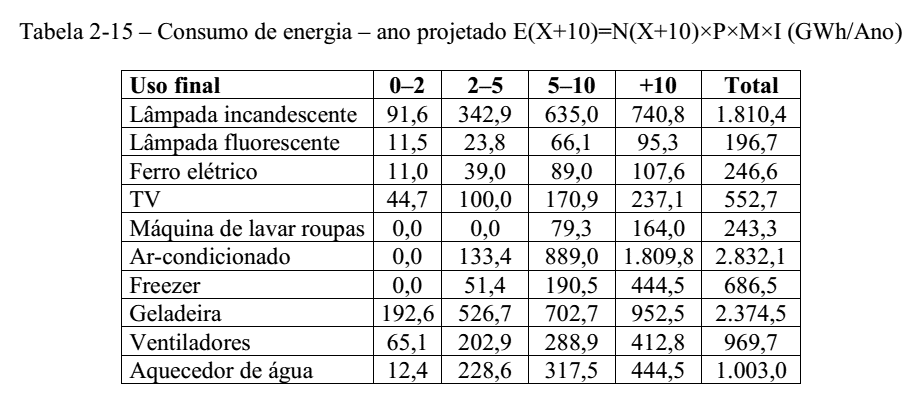 Tabela 2-15 – Consumo de energia – ano projetado E(X+10)=N(X+10)×P×M×I (GWh/Ano)
Uso final 0–2 2–5 5–10 +10 Total
Lâmpada incandescente 91,6 342,9 635,0 740,8 1.810,4
Lâmpada fluorescente 11,5 23,8 66,1 95,3 196,7
Ferro elétrico 11,0 39,0 89,0 107,6 246,6
TV 44,7 100,0 170,9 237,1 552,7
Máquina de lavar roupas 0,0 0,0 79,3 164,0 243,3
Ar-condicionado 0,0 133,4 889,0 1.809,8 2.832,1
Freezer 0,0 51,4 190,5 444,5 686,5
Geladeira 192,6 526,7 702,7 952,5 2.374,5
Ventiladores 65,1 202,9 288,9 412,8 969,7
Aquecedor de água 12,4 228,6 317,5 444,5 1.003,0